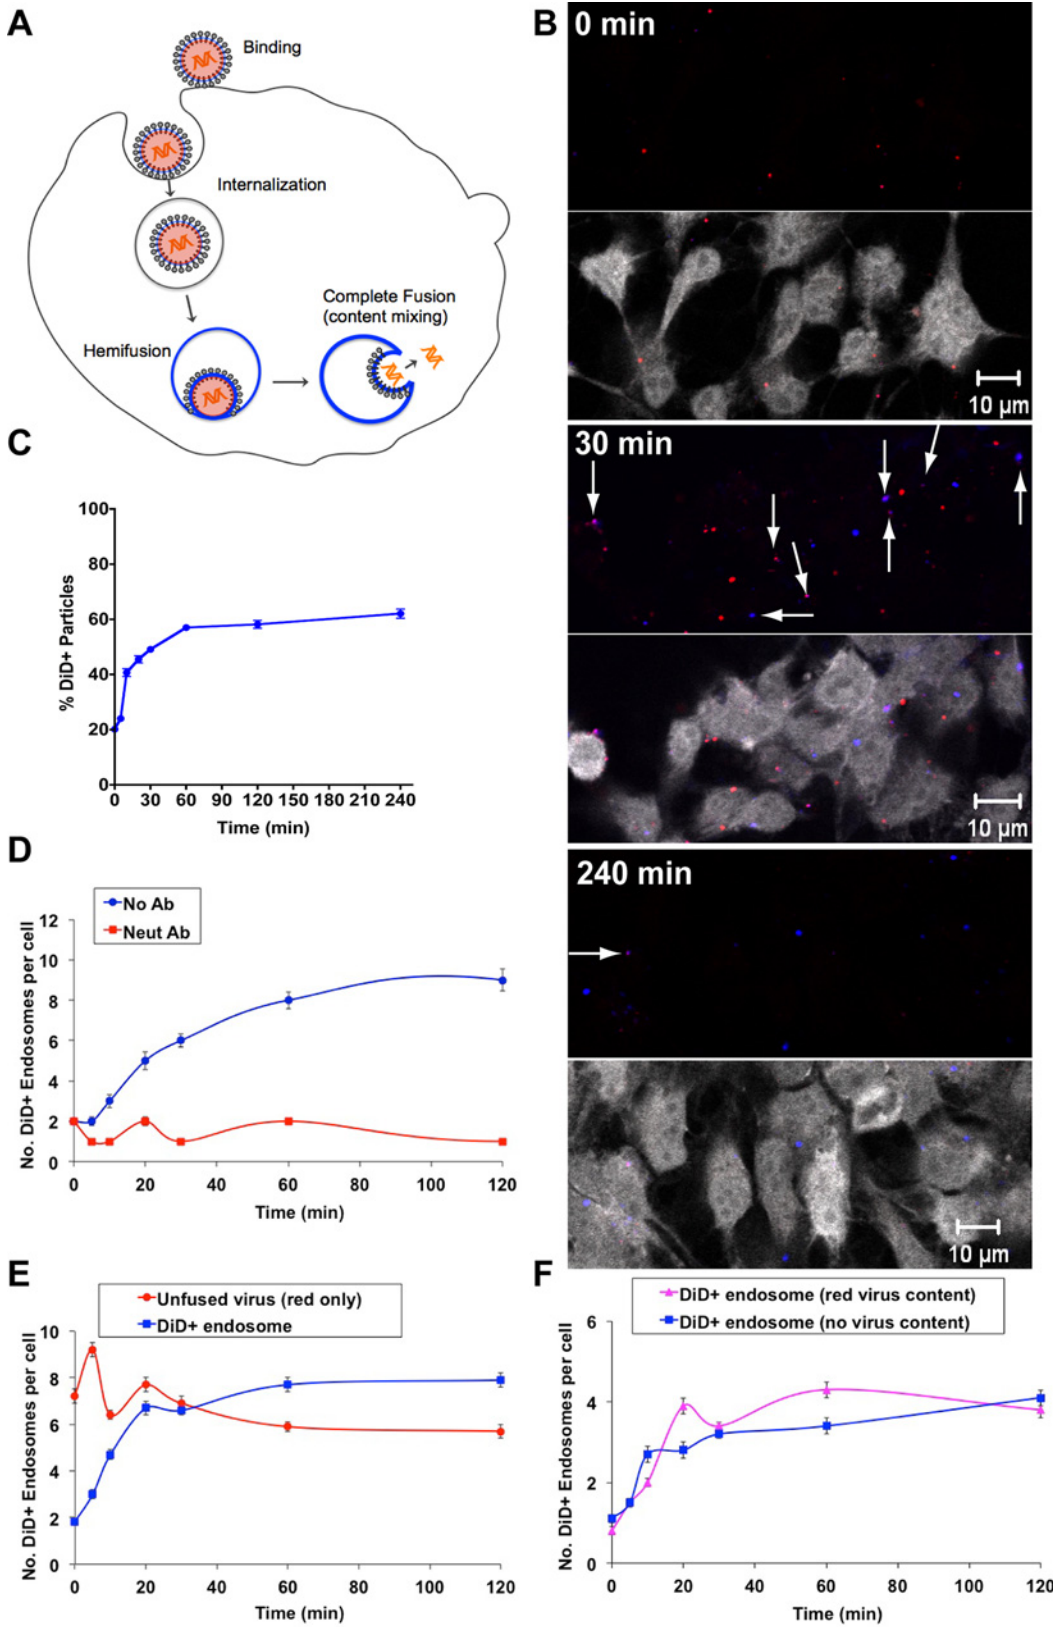 A
Binding
Internalization
Hemifusion
Complete Fusion
(content mixing)
B
0 min
10 µm
30 min
10 µm
240 min
10 µm
C
% DiD+ Particles
100
80
60
40
20
0
0 30 60 90 120 150 180 210 240
Time (min)
D
No Ab
Neut Ab
No. DiD+ Endosomes per cell
12
10
8
6
4
2
0
0 20 40 60 80 100 120
Time (min)
E
Unfused virus (red only)
DiD+ endosome
No. DiD+ Endosomes per cell
10
8
6
4
2
0
0 20 40 60 80 100 120
Time (min)
F
DiD+ endosome (red virus content)
DiD+ endosome (no virus content)
No. DiD+ Endosomes per cell
6
4
2
0
0 20 40 60 80 100 120
Time (min)